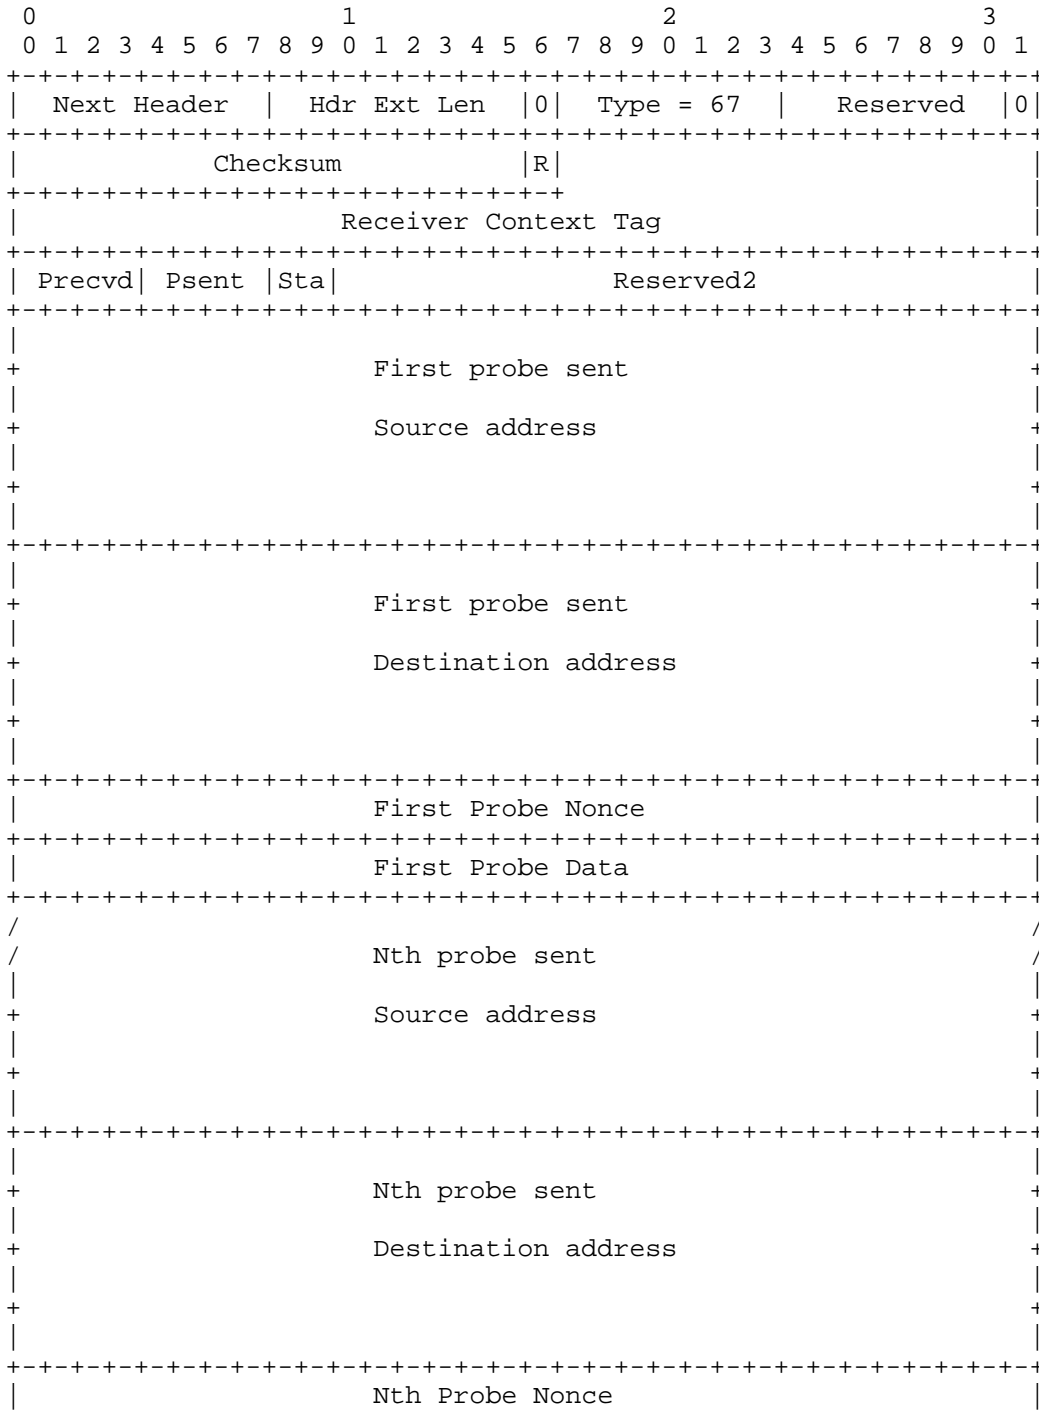 0                   1                   2                   3
 0 1 2 3 4 5 6 7 8 9 0 1 2 3 4 5 6 7 8 9 0 1 2 3 4 5 6 7 8 9 0 1
+-+-+-+-+-+-+-+-+-+-+-+-+-+-+-+-+-+-+-+-+-+-+-+-+-+-+-+-+-+-+-+-+
|  Next Header  |  Hdr Ext Len  |0|  Type = 67  |   Reserved  |0|
+-+-+-+-+-+-+-+-+-+-+-+-+-+-+-+-+-+-+-+-+-+-+-+-+-+-+-+-+-+-+-+-+
|            Checksum           |R|                             |
+-+-+-+-+-+-+-+-+-+-+-+-+-+-+-+-+-+                             |
|                    Receiver Context Tag                       |
+-+-+-+-+-+-+-+-+-+-+-+-+-+-+-+-+-+-+-+-+-+-+-+-+-+-+-+-+-+-+-+-+
| Precvd| Psent |Sta|                 Reserved2                 |
+-+-+-+-+-+-+-+-+-+-+-+-+-+-+-+-+-+-+-+-+-+-+-+-+-+-+-+-+-+-+-+-+
|                                                               |
+                      First probe sent                         +
|                                                               |
+                      Source address                           +
|                                                               |
+                                                               +
|                                                               |
+-+-+-+-+-+-+-+-+-+-+-+-+-+-+-+-+-+-+-+-+-+-+-+-+-+-+-+-+-+-+-+-+
|                                                               |
+                      First probe sent                         +
|                                                               |
+                      Destination address                      +
|                                                               |
+                                                               +
|                                                               |
+-+-+-+-+-+-+-+-+-+-+-+-+-+-+-+-+-+-+-+-+-+-+-+-+-+-+-+-+-+-+-+-+
|                      First Probe Nonce                        |
+-+-+-+-+-+-+-+-+-+-+-+-+-+-+-+-+-+-+-+-+-+-+-+-+-+-+-+-+-+-+-+-+
|                      First Probe Data                         |
+-+-+-+-+-+-+-+-+-+-+-+-+-+-+-+-+-+-+-+-+-+-+-+-+-+-+-+-+-+-+-+-+
/                                                               /
/                      Nth probe sent                           /
|                                                               |
+                      Source address                           +
|                                                               |
+                                                               +
|                                                               |
+-+-+-+-+-+-+-+-+-+-+-+-+-+-+-+-+-+-+-+-+-+-+-+-+-+-+-+-+-+-+-+-+
|                                                               |
+                      Nth probe sent                           +
|                                                               |
+                      Destination address                      +
|                                                               |
+                                                               +
|                                                               |
+-+-+-+-+-+-+-+-+-+-+-+-+-+-+-+-+-+-+-+-+-+-+-+-+-+-+-+-+-+-+-+-+
|                      Nth Probe Nonce                          |